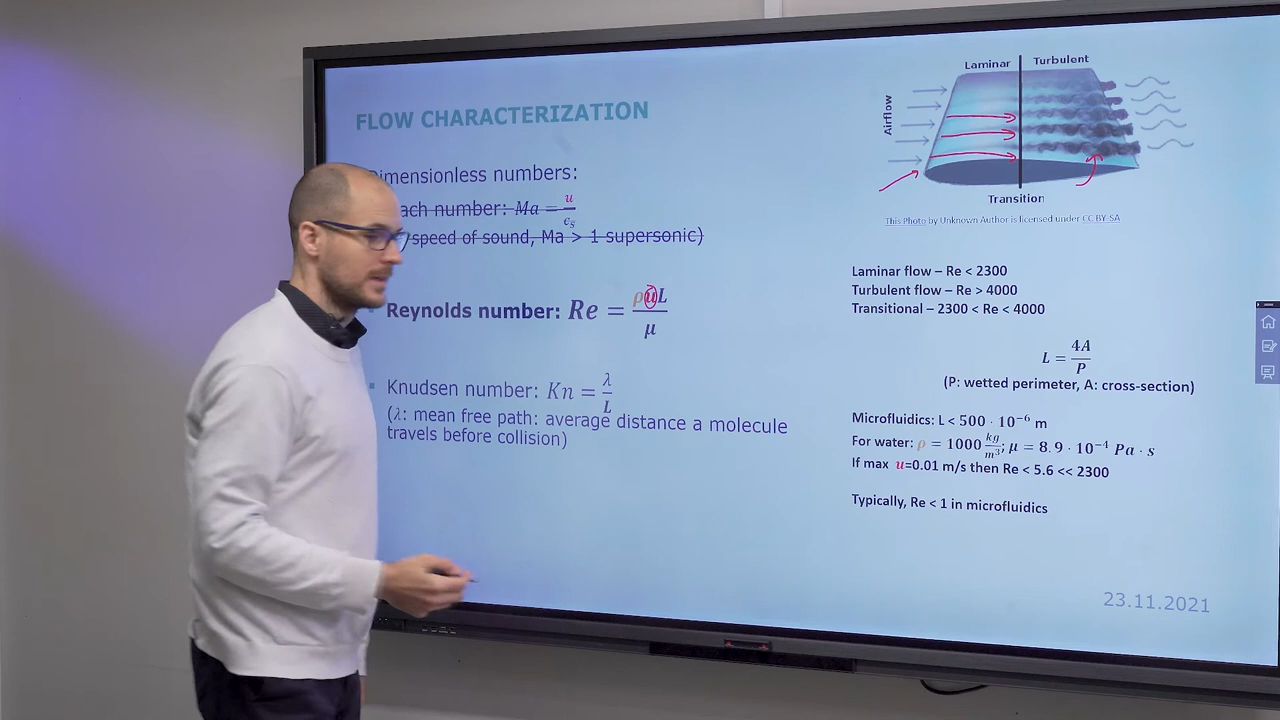 FLOW CHARACTERIZATION
Dimensionless numbers:
ach number: Ma = u/c_s
speed of sound, Ma > 1 supersonic)
Reynolds number: Re = ρuL/μ
Knudsen number: Kn = λ/L
(λ: mean free path: average distance a molecule
travels before collision)
Laminar Turbulent
Airflow
Transition
This Photo by Unknown Author is licensed under CC BY-SA
Laminar flow – Re < 2300
Turbulent flow – Re > 4000
Transitional – 2300 < Re < 4000
L = 4A/P
(P: wetted perimeter, A: cross-section)
Microfluidics: L < 500 · 10⁻⁶ m
For water: ρ = 1000 kg/m³; μ = 8.9 · 10⁻⁴ Pa · s
If max u=0.01 m/s then Re < 5.6 << 2300
Typically, Re < 1 in microfluidics
23.11.2021